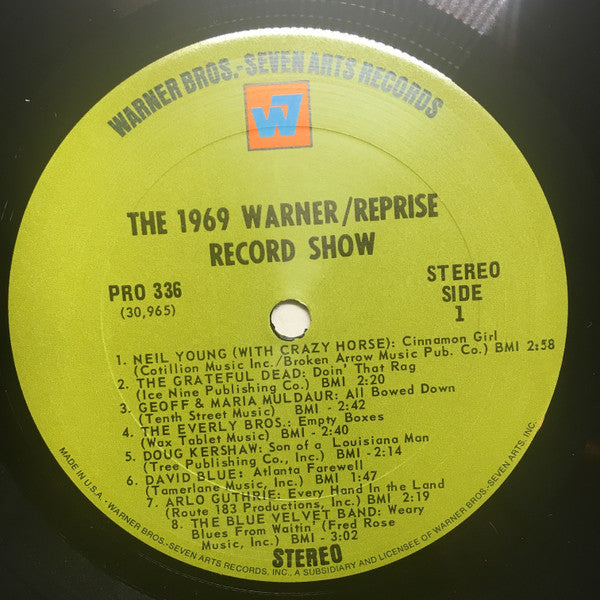 WARNER BROS.-SEVEN ARTS RECORDS
W7
THE 1969 WARNER/REPRISE
RECORD SHOW
PRO 336
(30,965)
STEREO
SIDE
1
1. NEIL YOUNG (WITH CRAZY HORSE): Cinnamon Girl
(Cotillion Music Inc./Broken Arrow Music Pub. Co.) BMI 2:58
2. THE GRATEFUL DEAD: Doin' That Rag
(Ice Nine Publishing Co.) BMI 2:20
3. GEOFF & MARIA MULDAUR: All Bowed Down
(Tenth Street Music) BMI - 2:42
4. THE EVERLY BROS.: Empty Boxes
(Wax Tablet Music) BMI - 2:40
5. DOUG KERSHAW: Son of a Louisiana Man
(Tree Publishing Co., Inc.) BMI - 2:14
6. DAVID BLUE: Atlanta Farewell
(Tamerlane Music, Inc.) BMI 1:47
7. ARLO GUTHRIE: Every Hand In the Land
(Route 183 Productions, Inc.) BMI 2:19
8. THE BLUE VELVET BAND: Weary
Blues From Waitin' (Fred Rose
Music, Inc.) BMI - 3:02
STEREO
MADE IN U.S.A. · WARNER BROS.-SEVEN ARTS RECORDS, INC., A SUBSIDIARY AND LICENSEE OF WARNER BROS.-SEVEN ARTS, INC.